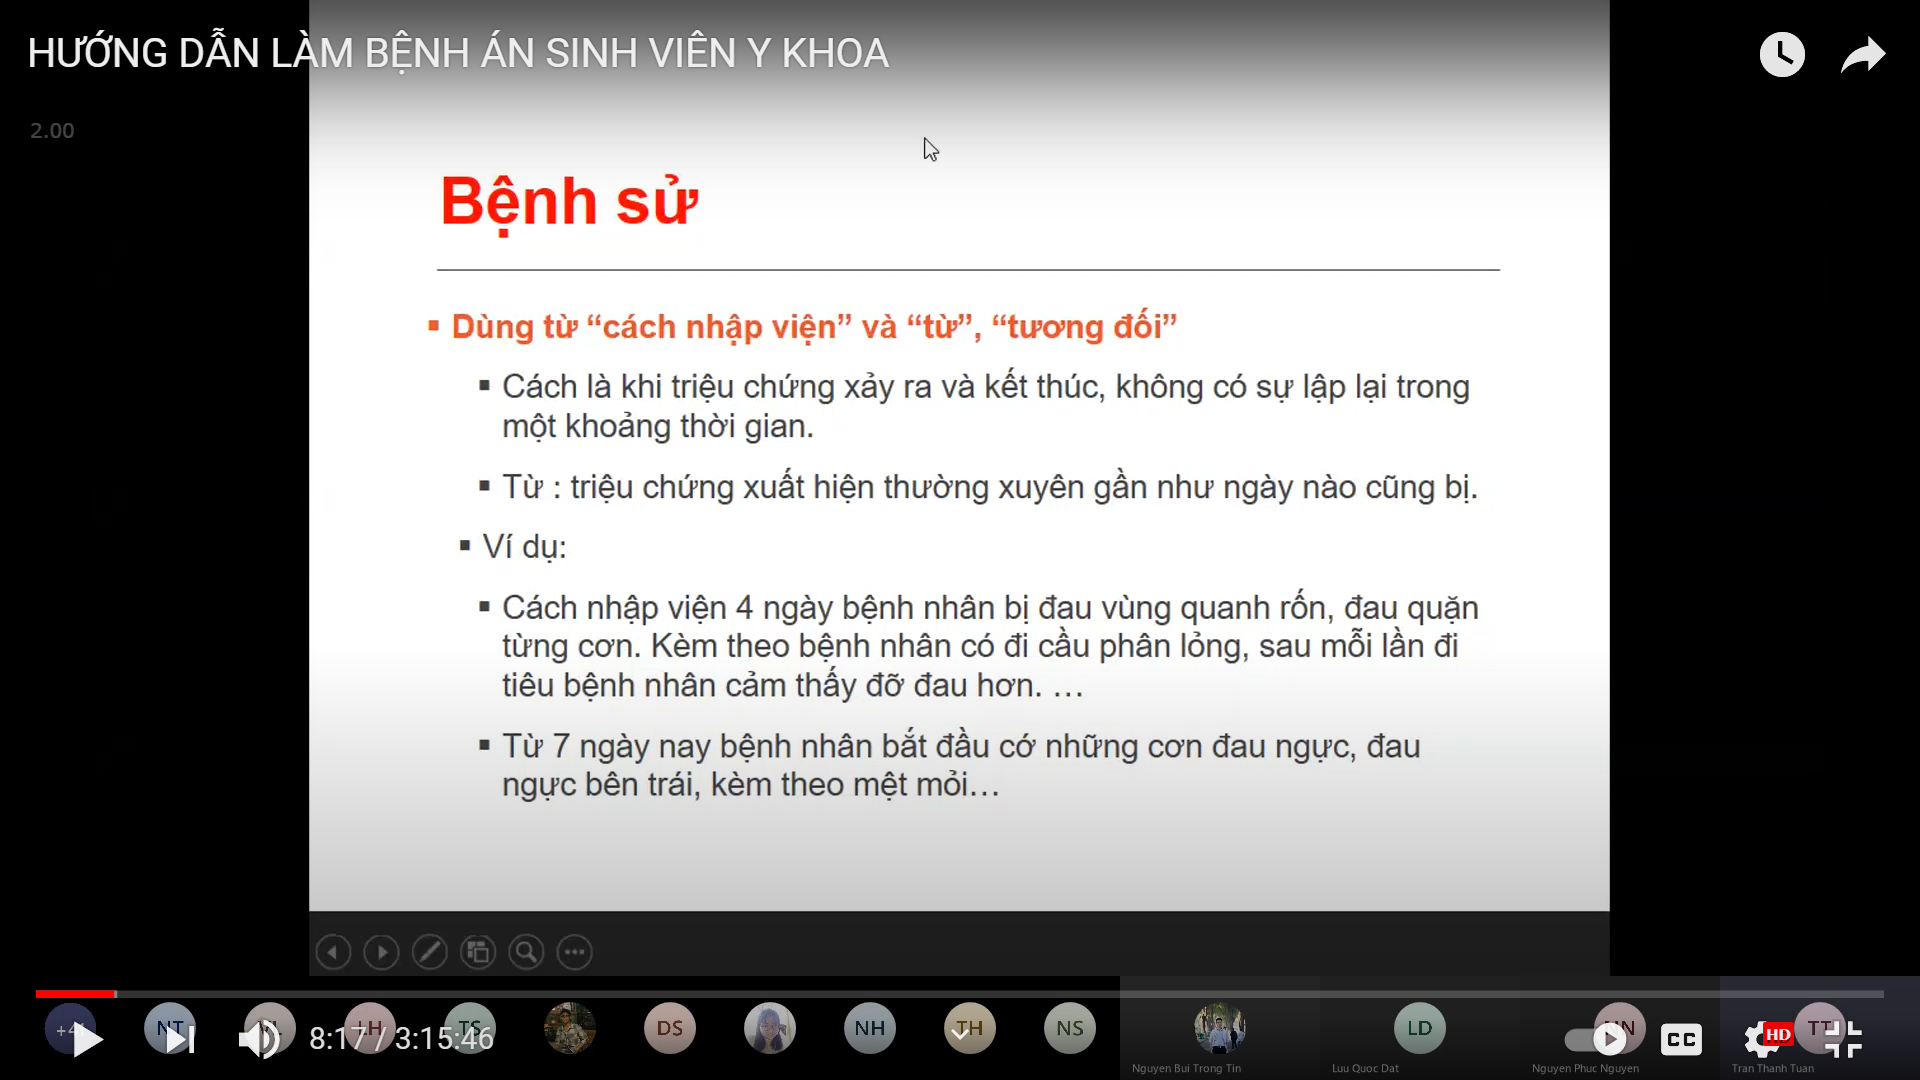 HƯỚNG DẪN LÀM BỆNH ÁN SINH VIÊN Y KHOA
2.00
Bệnh sử
Dùng từ “cách nhập viện” và “từ”, “tương đối”
Cách là khi triệu chứng xảy ra và kết thúc, không có sự lập lại trong
một khoảng thời gian.
Từ : triệu chứng xuất hiện thường xuyên gần như ngày nào cũng bị.
Ví dụ:
Cách nhập viện 4 ngày bệnh nhân bị đau vùng quanh rốn, đau quặn
từng cơn. Kèm theo bệnh nhân có đi cầu phân lỏng, sau mỗi lần đi
tiêu bệnh nhân cảm thấy đỡ đau hơn. …
Từ 7 ngày nay bệnh nhân bắt đầu cớ những cơn đau ngực, đau
ngực bên trái, kèm theo mệt mỏi…
NT LH TS DS NH TH NS LD TT
8:17 / 3:15:46
CC HD
Nguyen Bui Trong Tin Luu Quoc Dat Nguyen Phuc Nguyen Tran Thanh Tuan